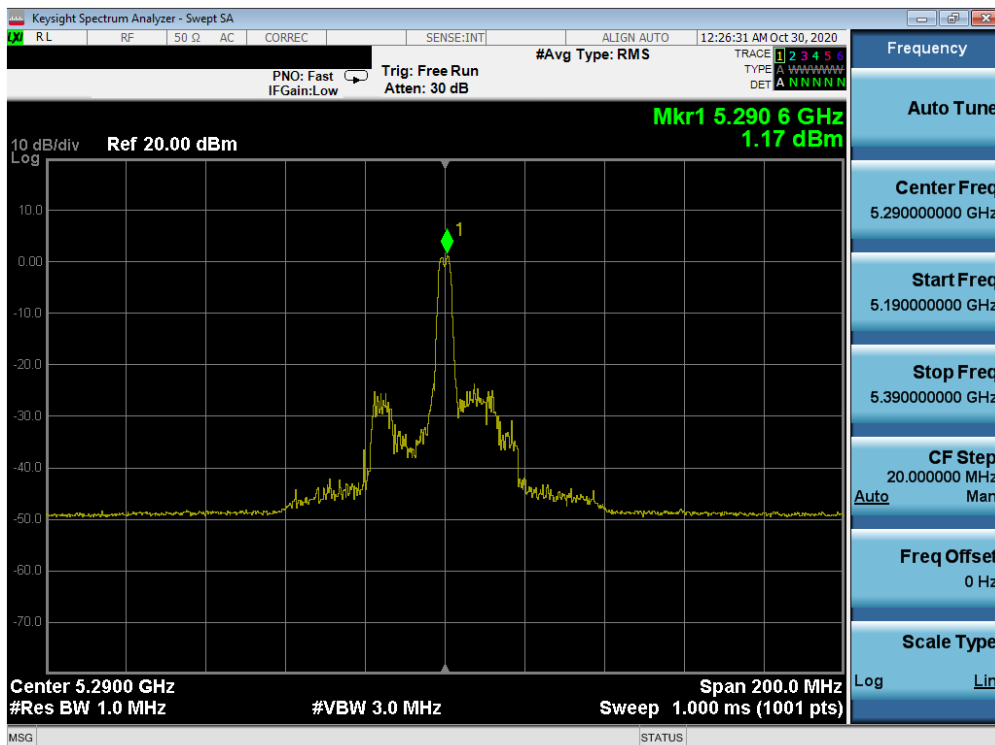 Keysight Spectrum Analyzer - Swept SA
LXI RL RF 50 Ω AC CORREC SENSE:INT ALIGN AUTO 12:26:31 AM Oct 30, 2020
#Avg Type: RMS
TRACE 1 2 3 4 5 6
TYPE A WWWWW
DET A N N N N N
PNO: Fast
IFGain:Low
Trig: Free Run
Atten: 30 dB
Mkr1 5.290 6 GHz
1.17 dBm
10 dB/div
Log
Ref 20.00 dBm
1
10.0
0.00
-10.0
-20.0
-30.0
-40.0
-50.0
-60.0
-70.0
Center 5.2900 GHz
Span 200.0 MHz
#Res BW 1.0 MHz
#VBW 3.0 MHz
Sweep 1.000 ms (1001 pts)
MSG
STATUS
Frequency
Auto Tune
Center Freq
5.290000000 GHz
Start Freq
5.190000000 GHz
Stop Freq
5.390000000 GHz
CF Step
20.000000 MHz
Auto Man
Freq Offset
0 Hz
Scale Type
Log Lin